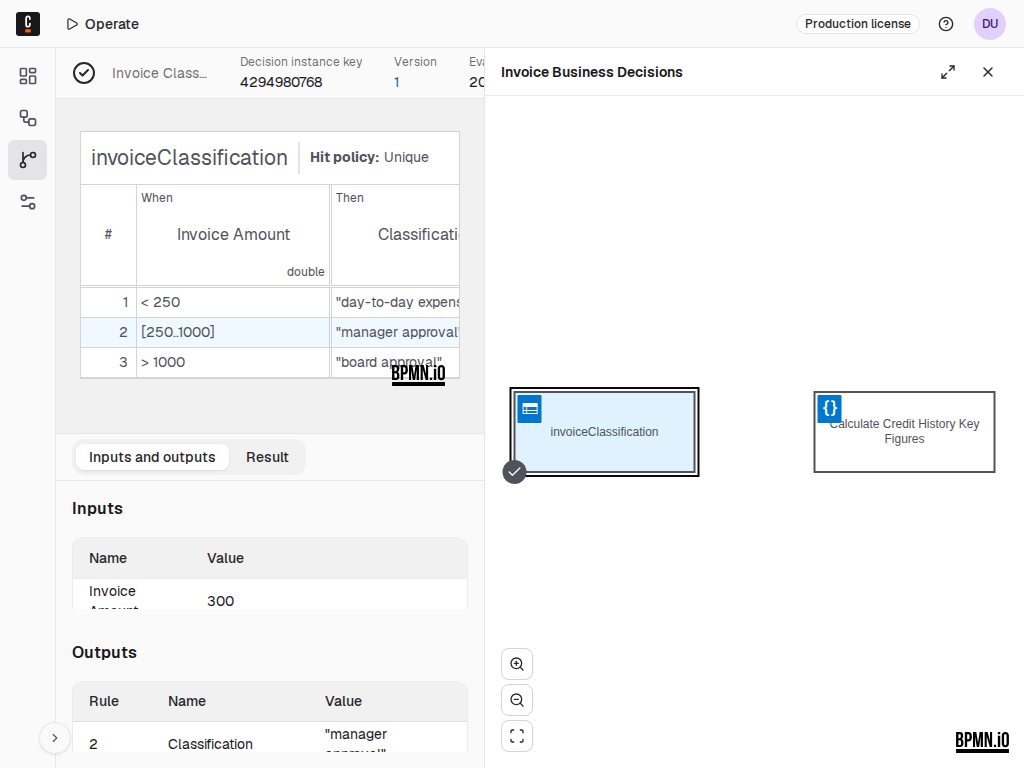 Operate
Production license
DU
Invoice Class...
Decision instance key
4294980768
Version
1
Invoice Business Decisions
invoiceClassification
Hit policy: Unique
When
Then
#
Invoice Amount
double
1
< 250
"day-to-day expens
2
[250..1000]
"manager approval"
3
> 1000
"board approval"
BPMN.iO
invoiceClassification
Calculate Credit History Key
Figures
Inputs and outputs
Result
Inputs
Name
Value
Invoice
Amount
300
Outputs
Rule
Name
Value
2
Classification
"manager
approval"
BPMN.iO